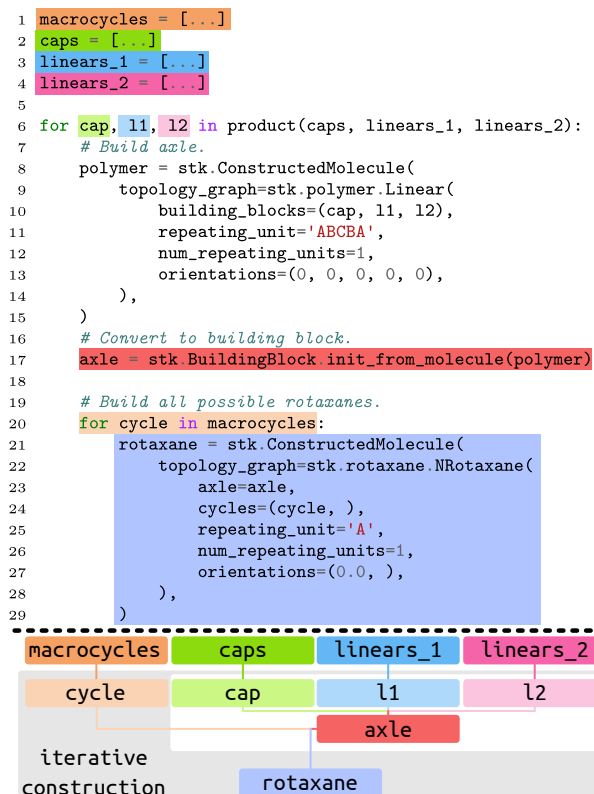 1 macrocycles = [...]
2 caps = [...]
3 linears_1 = [...]
4 linears_2 = [...]
5
6 for cap, l1, l2 in product(caps, linears_1, linears_2):
7 # Build axle.
8 polymer = stk.ConstructedMolecule(
9 topology_graph=stk.polymer.Linear(
10 building_blocks=(cap, l1, l2),
11 repeating_unit='ABCBA',
12 num_repeating_units=1,
13 orientations=(0, 0, 0, 0, 0),
14 ),
15 )
16 # Convert to building block.
17 axle = stk.BuildingBlock.init_from_molecule(polymer)
18
19 # Build all possible rotaxanes.
20 for cycle in macrocycles:
21 rotaxane = stk.ConstructedMolecule(
22 topology_graph=stk.rotaxane.NRotaxane(
23 axle=axle,
24 cycles=(cycle, ),
25 repeating_unit='A',
26 num_repeating_units=1,
27 orientations=(0.0, ),
28 ),
29 )
macrocycles caps linears_1 linears_2
cycle cap l1 l2
axle
iterative
construction
rotaxane